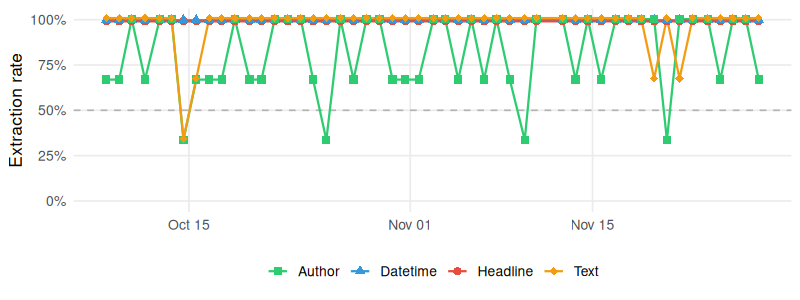 100%
75%
50%
25%
0%
Extraction rate
Oct 15 Nov 01 Nov 15
Author Datetime Headline Text